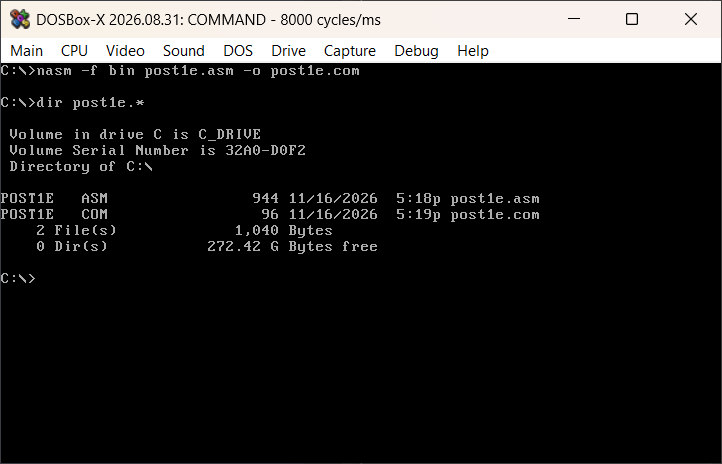 DOSBox-X 2026.08.31: COMMAND - 8000 cycles/ms
Main CPU Video Sound DOS Drive Capture Debug Help
C:\>nasm -f bin post1e.asm -o post1e.com
C:\>dir post1e.*
Volume in drive C is C_DRIVE
Volume Serial Number is 32A0-D0F2
Directory of C:\
POST1E   ASM                  944 11/16/2026  5:18p post1e.asm
POST1E   COM                   96 11/16/2026  5:19p post1e.com
2 File(s)               1,040 Bytes
0 Dir(s)             272.42 G Bytes free
C:\>